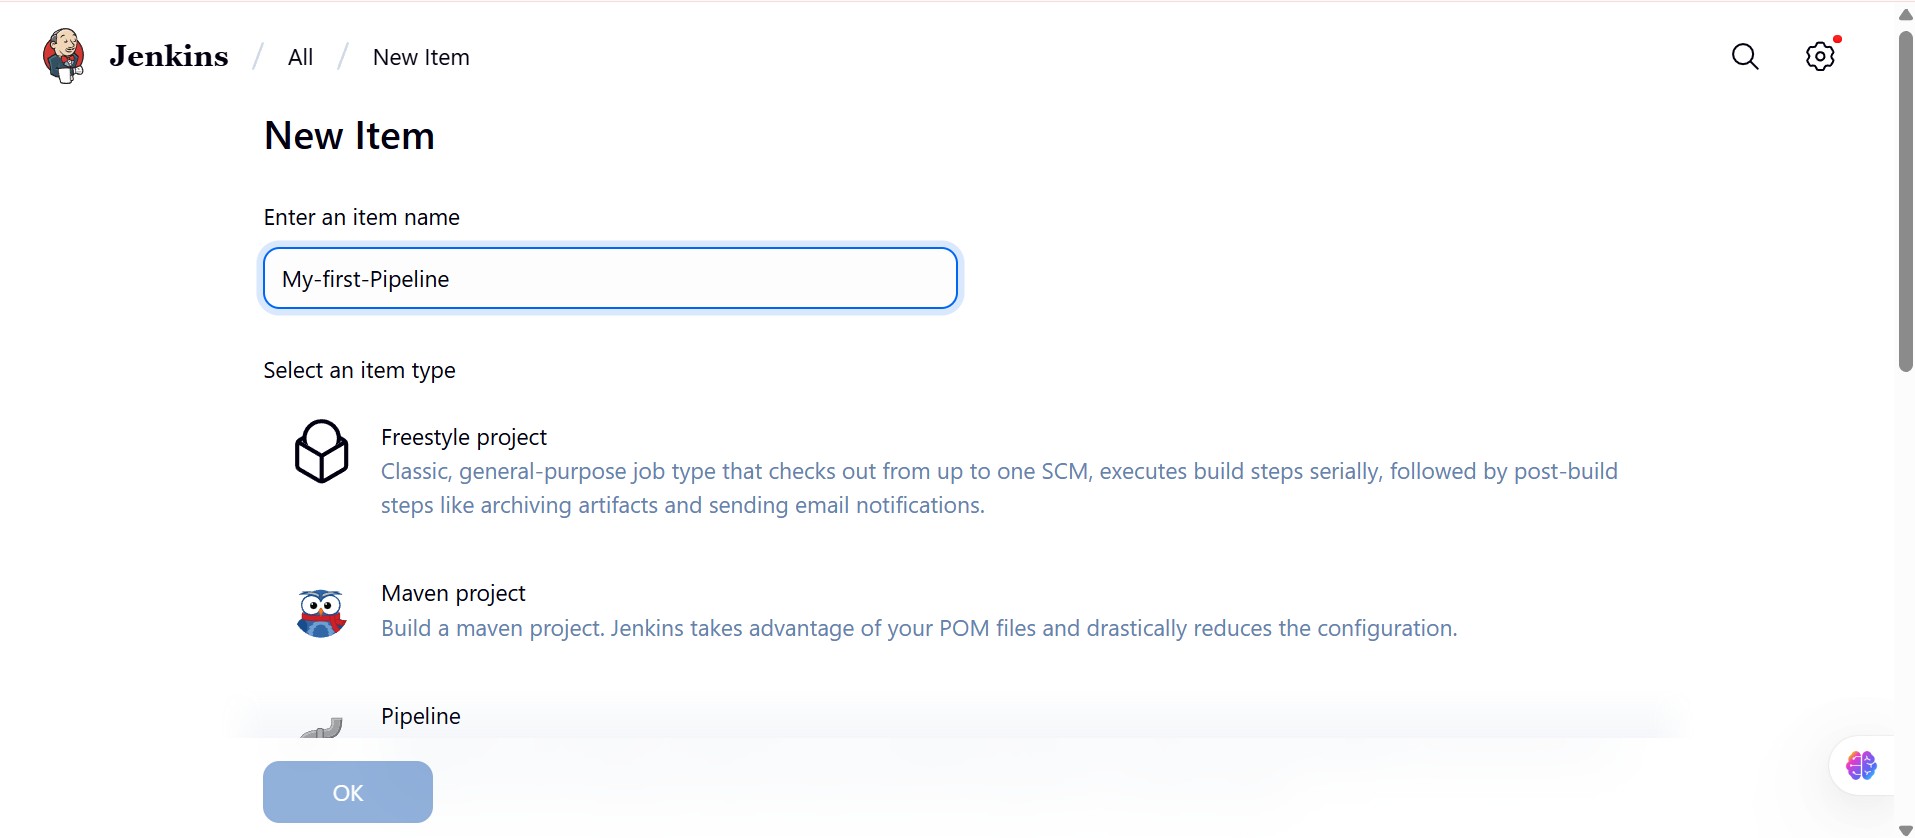 Jenkins / All / New Item
New Item
Enter an item name
My-first-Pipeline
Select an item type
Freestyle project
Classic, general-purpose job type that checks out from up to one SCM, executes build steps serially, followed by post-build
steps like archiving artifacts and sending email notifications.
Maven project
Build a maven project. Jenkins takes advantage of your POM files and drastically reduces the configuration.
Pipeline
OK